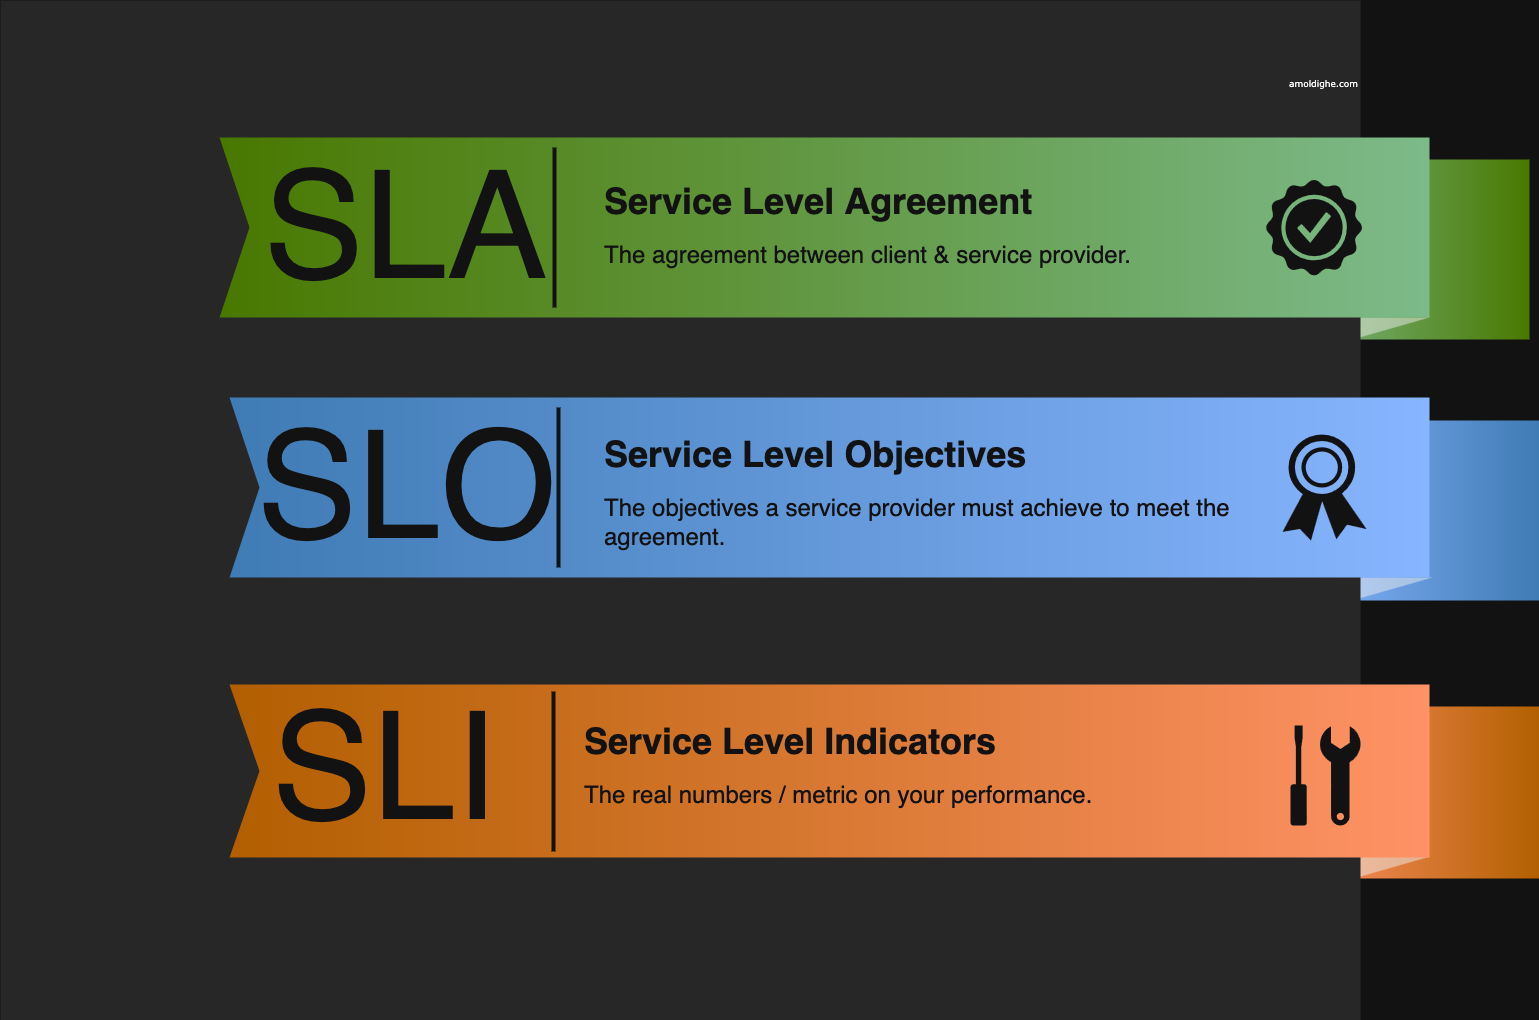 amoldighe.com
SLA
Service Level Agreement
The agreement between client & service provider.
SLO
Service Level Objectives
The objectives a service provider must achieve to meet the
agreement.
SLI
Service Level Indicators
The real numbers / metric on your performance.